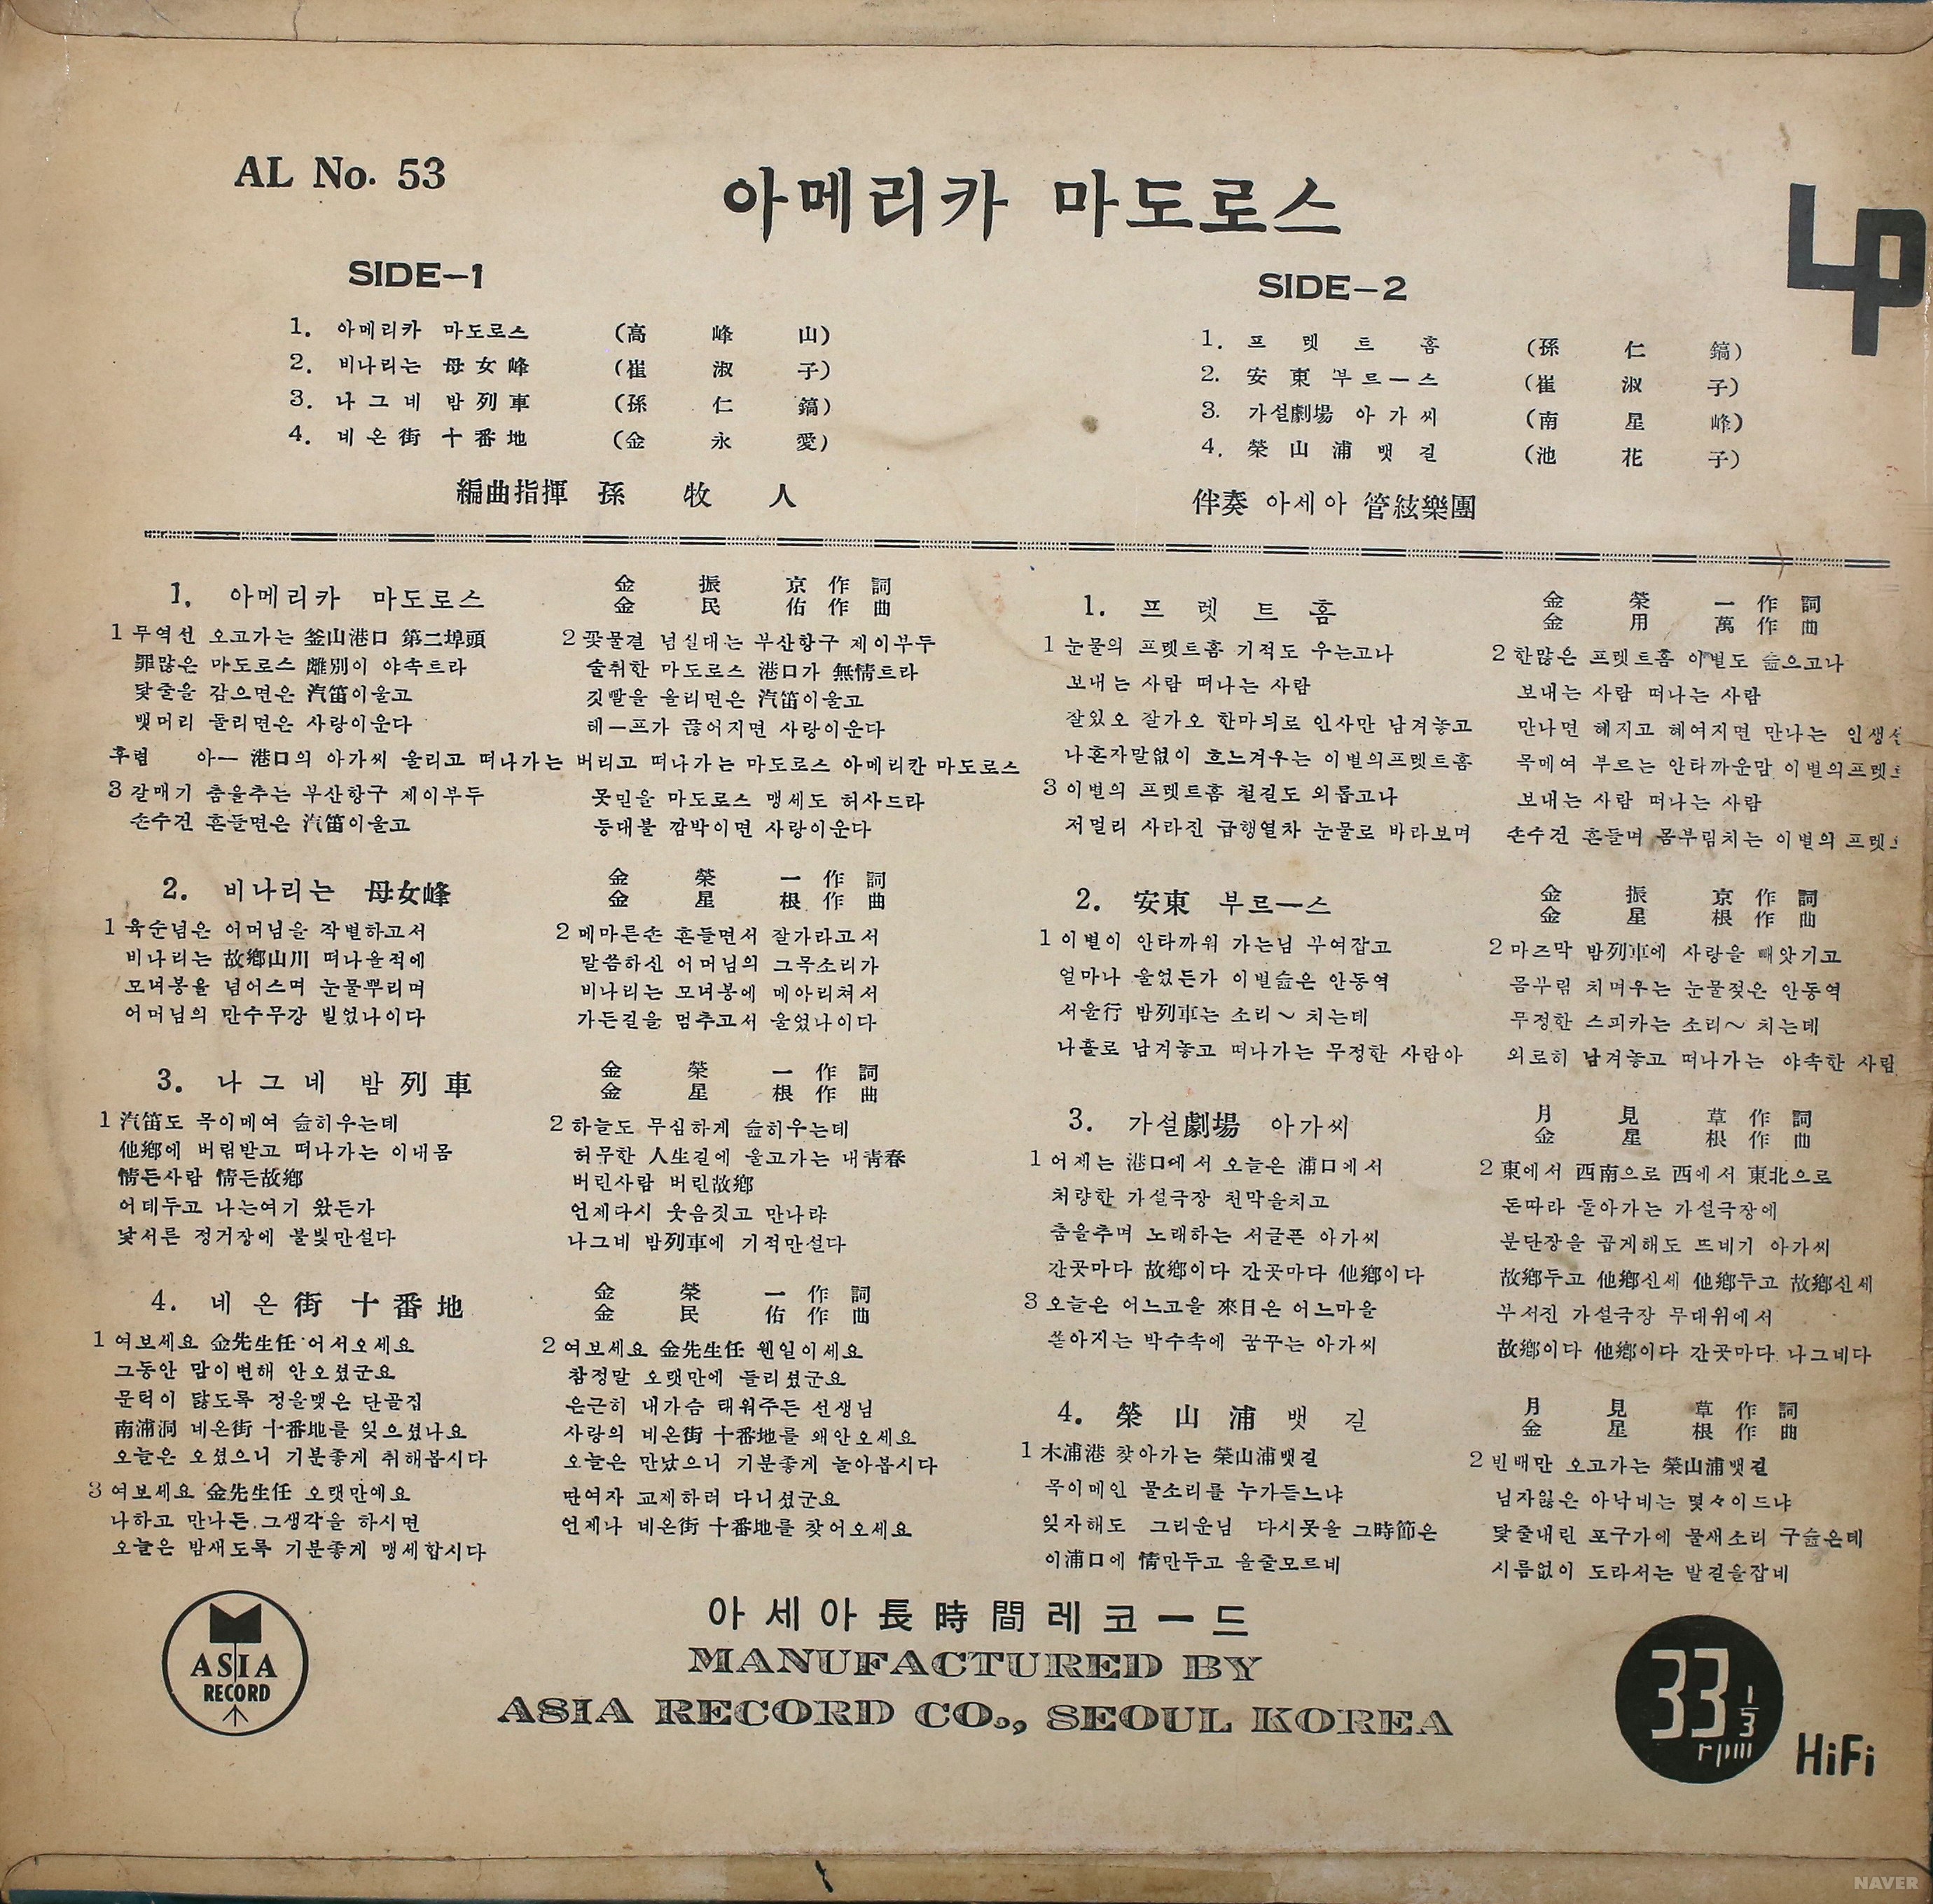 AL No. 53
아메리카 마도로스
LP
SIDE-1
1. 아메리카 마도로스 (高峰山)
2. 비나리는 母女峰 (崔淑子)
3. 나그네 밤列車 (孫仁鎬)
4. 네온街 十番地 (金永愛)
編曲指揮 孫牧人
SIDE-2
1. 프렛트홈 (孫仁鎬)
2. 安東부르ー스 (崔淑子)
3. 가설劇場 아가씨 (南星峰)
4. 榮山浦 뱃길 (池花子)
伴奏 아세아 管絃樂團
1. 아메리카 마도로스
金振京作詞
金民佑作曲
1 무역선 오고가는 釜山港口 第二埠頭
罪많은 마도로스 離別이 야속트라
닻줄을 감으면은 汽笛이울고
뱃머리 돌리면은 사랑이운다
2 꽃물결 넘실대는 부산항구 제이부두
술취한 마도로스 港口가 無情트라
깃빨을 올리면은 汽笛이울고
테ー프가 끊어지면 사랑이운다
후렴 아ー 港口의 아가씨 울리고 떠나가는 버리고 떠나가는 마도로스 아메리칸 마도로스
3 갈매기 춤을추는 부산항구 제이부두
손수건 흔들면은 汽笛이울고
못믿을 마도로스 맹세도 허사드라
등대불 깜박이면 사랑이운다
2. 비나리는 母女峰
金榮一作詞
金星根作曲
1 육순넘은 어머님을 작별하고서
비나리는 故鄕山川 떠나올적에
모녀봉을 넘어스며 눈물뿌리며
어머님의 만수무강 빌었나이다
2 메마른손 흔들면서 잘가라고서
말씀하신 어머님의 그목소리가
비나리는 모녀봉에 메아리쳐서
가든길을 멈추고서 울었나이다
3. 나그네 밤列車
金榮一作詞
金星根作曲
1 汽笛도 목이메여 슲히우는데
他鄕에 버림받고 떠나가는 이내몸
情든사람 情든故鄕
어데두고 나는여기 왔든가
낯서른 정거장에 불빛만설다
2 하늘도 무심하게 슲히우는데
허무한 人生길에 울고가는 내靑春
버린사람 버린故鄕
언제다시 웃음짓고 만나랴
나그네 밤列車에 기적만설다
4. 네온街 十番地
金榮一作詞
金民佑作曲
1 여보세요 金先生任 어서오세요
그동안 맘이변해 안오셨군요
문턱이 닳도록 정을맺은 단골집
南浦洞 네온街 十番地를 잊으셨나요
오늘은 오셨으니 기분좋게 취해봅시다
2 여보세요 金先生任 웬일이세요
참정말 오랫만에 들리셨군요
은근히 내가슴 태워주든 선생님
사랑의 네온街 十番地를 왜안오세요
오늘은 만났으니 기분좋게 놀아봅시다
3 여보세요 金先生任 오랫만에요
나하고 만나든 그생각을 하시면
오늘은 밤새도록 기분좋게 맹세합시다
딴여자 교제하러 다니셨군요
언제나 네온街 十番地를 찾어오세요
1. 프렛트홈
金榮一作詞
金用萬作曲
1 눈물의 프렛트홈 기적도 우는고나
보내는 사람 떠나는 사람
잘있오 잘가오 한마듸로 인사만 남겨놓고
나혼자말없이 흐느겨우는 이별의프렛트홈
2 한많은 프렛트홈 이별도 슲으고나
보내는 사람 떠나는 사람
만나면 헤지고 헤여지면 만나는 인생
목메여 부르는 안타까운맘 이별의프렛
3 이별의 프렛트홈 철길도 외롭고나
저멀리 사라진 급행열차 눈물로 바라보며
보내는 사람 떠나는 사람
손수건 흔들며 몸부림치는 이별의 프렛
2. 安東 부르ー스
金振京作詞
金星根作曲
1 이별이 안타까워 가는님 부여잡고
얼마나 울었든가 이별슲은 안동역
서울行 밤列車는 소리～ 치는데
나홀로 남겨놓고 떠나가는 무정한 사람아
2 마즈막 밤列車에 사랑을 빼앗기고
몸부림 치며우는 눈물젖은 안동역
무정한 스피카는 소리～ 치는데
외로히 남겨놓고 떠나가는 야속한 사람
3. 가설劇場 아가씨
月見草作詞
金星根作曲
1 어제는 港口에서 오늘은 浦口에서
처량한 가설극장 천막을치고
춤을추며 노래하는 서글픈 아가씨
간곳마다 故鄕이다 간곳마다 他鄕이다
2 東에서 西南으로 西에서 東北으로
돈따라 돌아가는 가설극장에
분단장을 곱게해도 뜨네기 아가씨
故鄕두고 他鄕신세 他鄕두고 故鄕신세
3 오늘은 어느고을 來日은 어느마을
쏟아지는 박수속에 꿈꾸는 아가씨
부서진 가설극장 무대위에서
故鄕이다 他鄕이다 간곳마다 나그네다
4. 榮山浦 뱃길
月見草作詞
金星根作曲
1 木浦港 찾아가는 榮山浦뱃길
목이메인 물소리를 누가듣느냐
잊자해도 그리운님 다시못올 그時節은
이浦口에 情만두고 올줄모르네
2 빈배만 오고가는 榮山浦뱃길
님자잃은 아낙네는 몇々이드냐
닻줄내린 포구가에 물새소리 구슲은데
시름없이 도라서는 발길을잡네
아세아長時間레코ー드
MANUFACTURED BY
ASIA RECORD CO., SEOUL KOREA
ASIA
RECORD
33 1/3
rpm
HiFi
NAVER